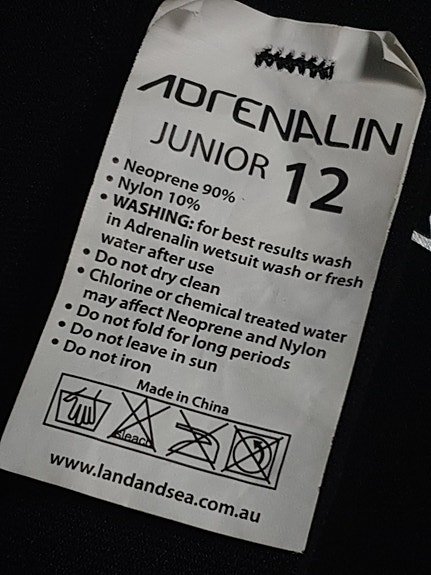 ADRENALIN
JUNIOR 12
• Neoprene 90%
• Nylon 10%
• WASHING: for best results wash
in Adrenalin wetsuit wash or fresh
water after use
• Do not dry clean
• Chlorine or chemical treated water
may affect Neoprene and Nylon
• Do not fold for long periods
• Do not leave in sun
• Do not iron
Made in China
Bleach
www.landandsea.com.au